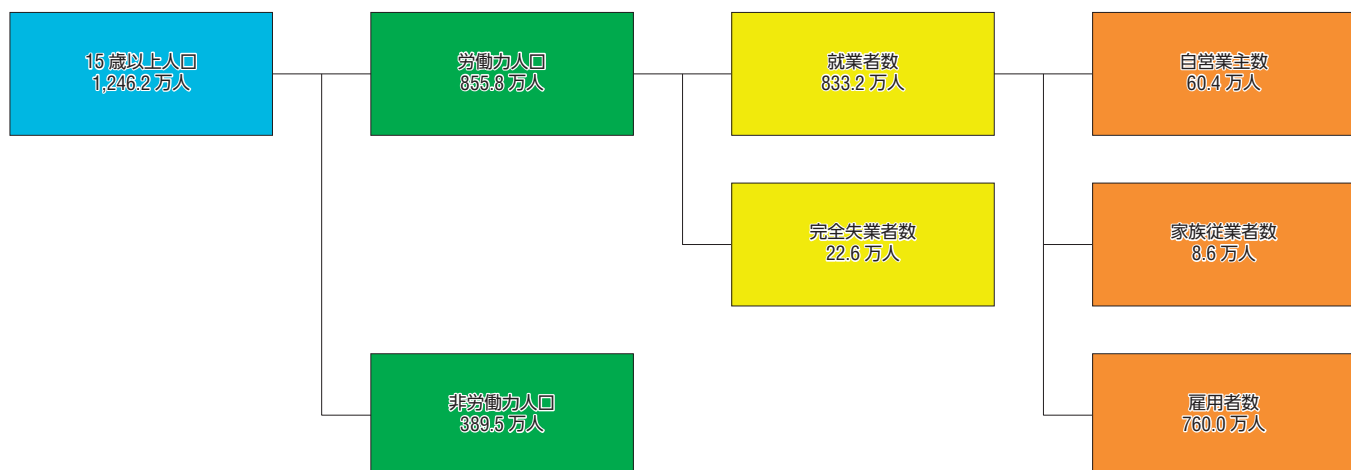 15 歳以上人口
1,246.2 万人
労働力人口
855.8 万人
就業者数
833.2 万人
自営業主数
60.4 万人
完全失業者数
22.6 万人
家族従業者数
8.6 万人
非労働力人口
389.5 万人
雇用者数
760.0 万人